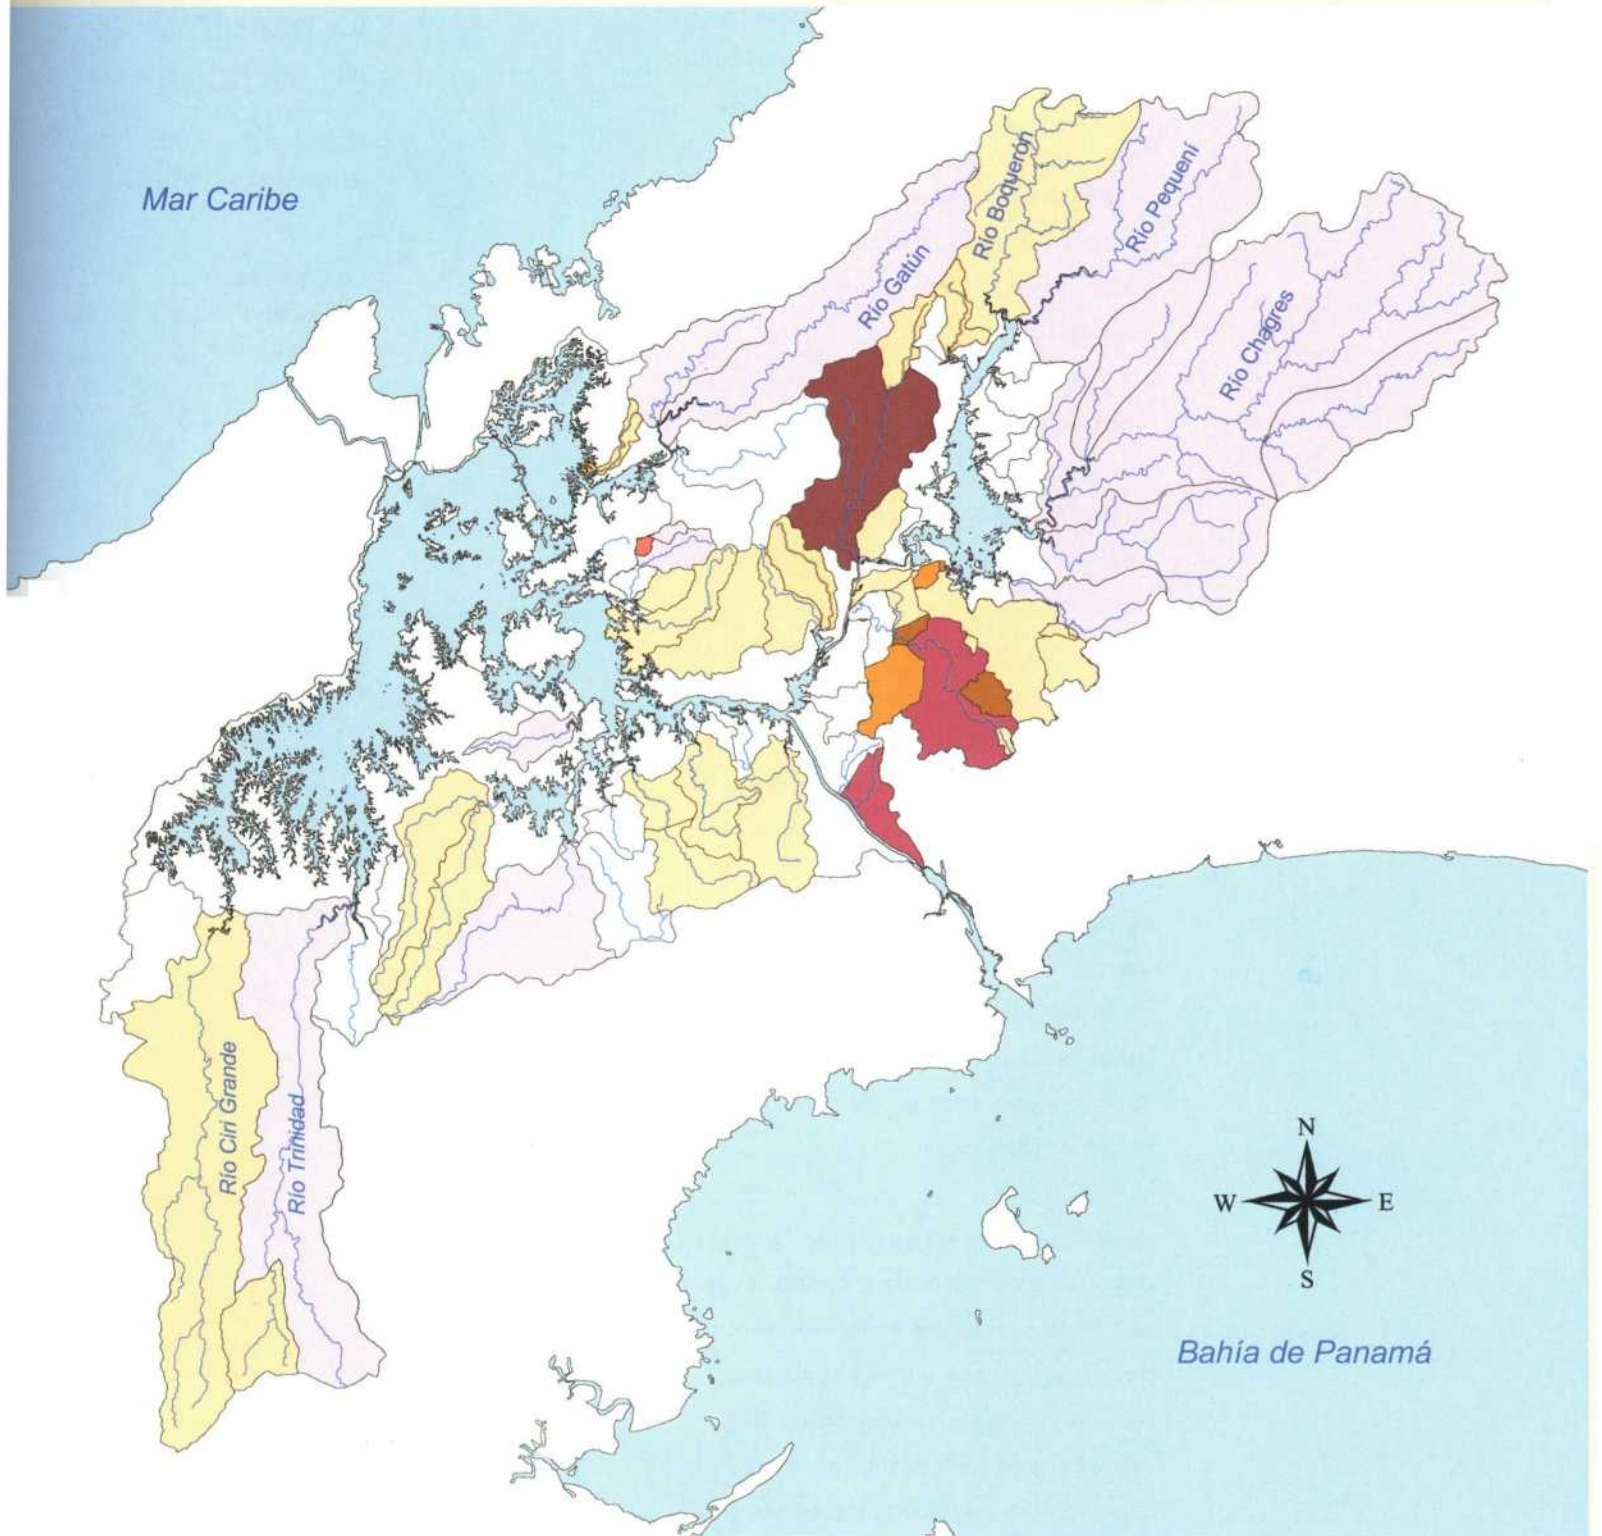 Mar Caribe
Río Boquerón
Río Pequení
Río Gatún
Río Chagres
Río Ciri Grande
Río Trinidad
N
W
E
S
Bahía de Panamá